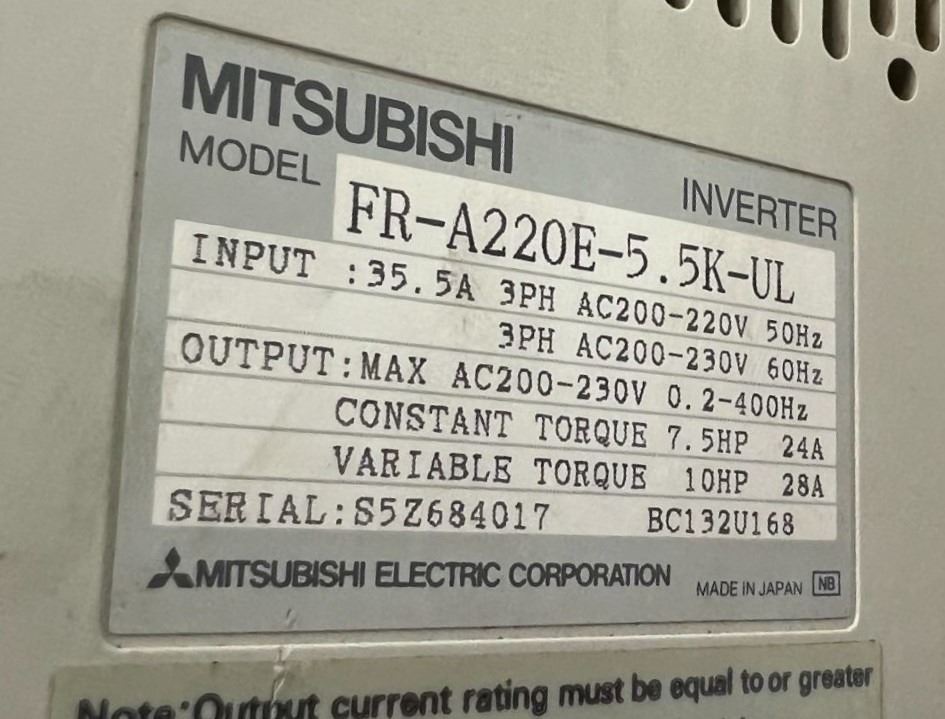 MITSUBISHI
MODEL FR-A220E-5.5K-UL INVERTER
INPUT :35.5A 3PH AC200-220V 50Hz
3PH AC200-230V 60Hz
OUTPUT:MAX AC200-230V 0.2-400Hz
CONSTANT TORQUE 7.5HP 24A
VARIABLE TORQUE 10HP 28A
SERIAL:S5Z684017 BC132U168
MITSUBISHI ELECTRIC CORPORATION MADE IN JAPAN NB
Note:Output current rating must be equal to or greater